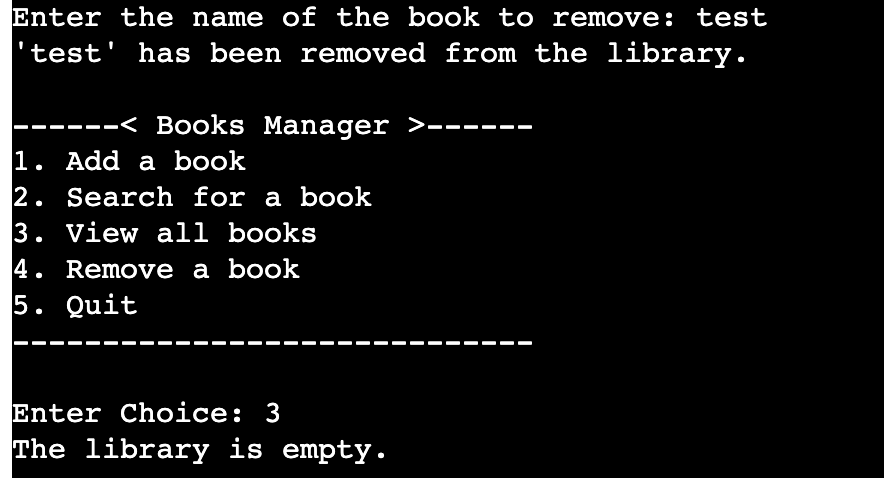 Enter the name of the book to remove: test
'test' has been removed from the library.
------< Books Manager >------
1. Add a book
2. Search for a book
3. View all books
4. Remove a book
5. Quit
-----------------------------
Enter Choice: 3
The library is empty.